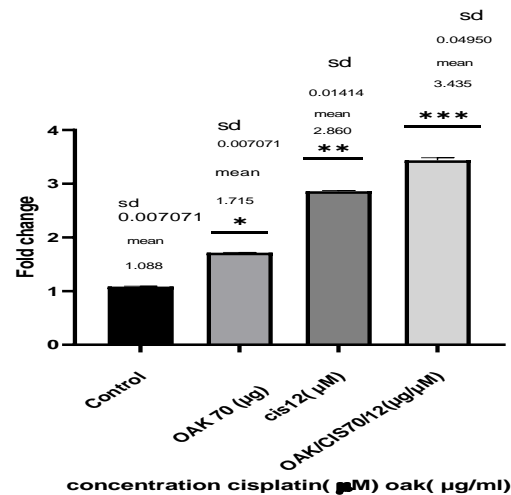 sd
0.04950
mean
3.435
***
sd
0.01414
mean
2.860
**
sd
0.007071
mean
1.715
*
sd
0.007071
mean
1.088
Fold change
4
3
2
1
0
Control
OAK 70 (µg)
cis12( µM)
OAK/CIS70/12(µg/µM)
concentration cisplatin( µM) oak( µg/ml)